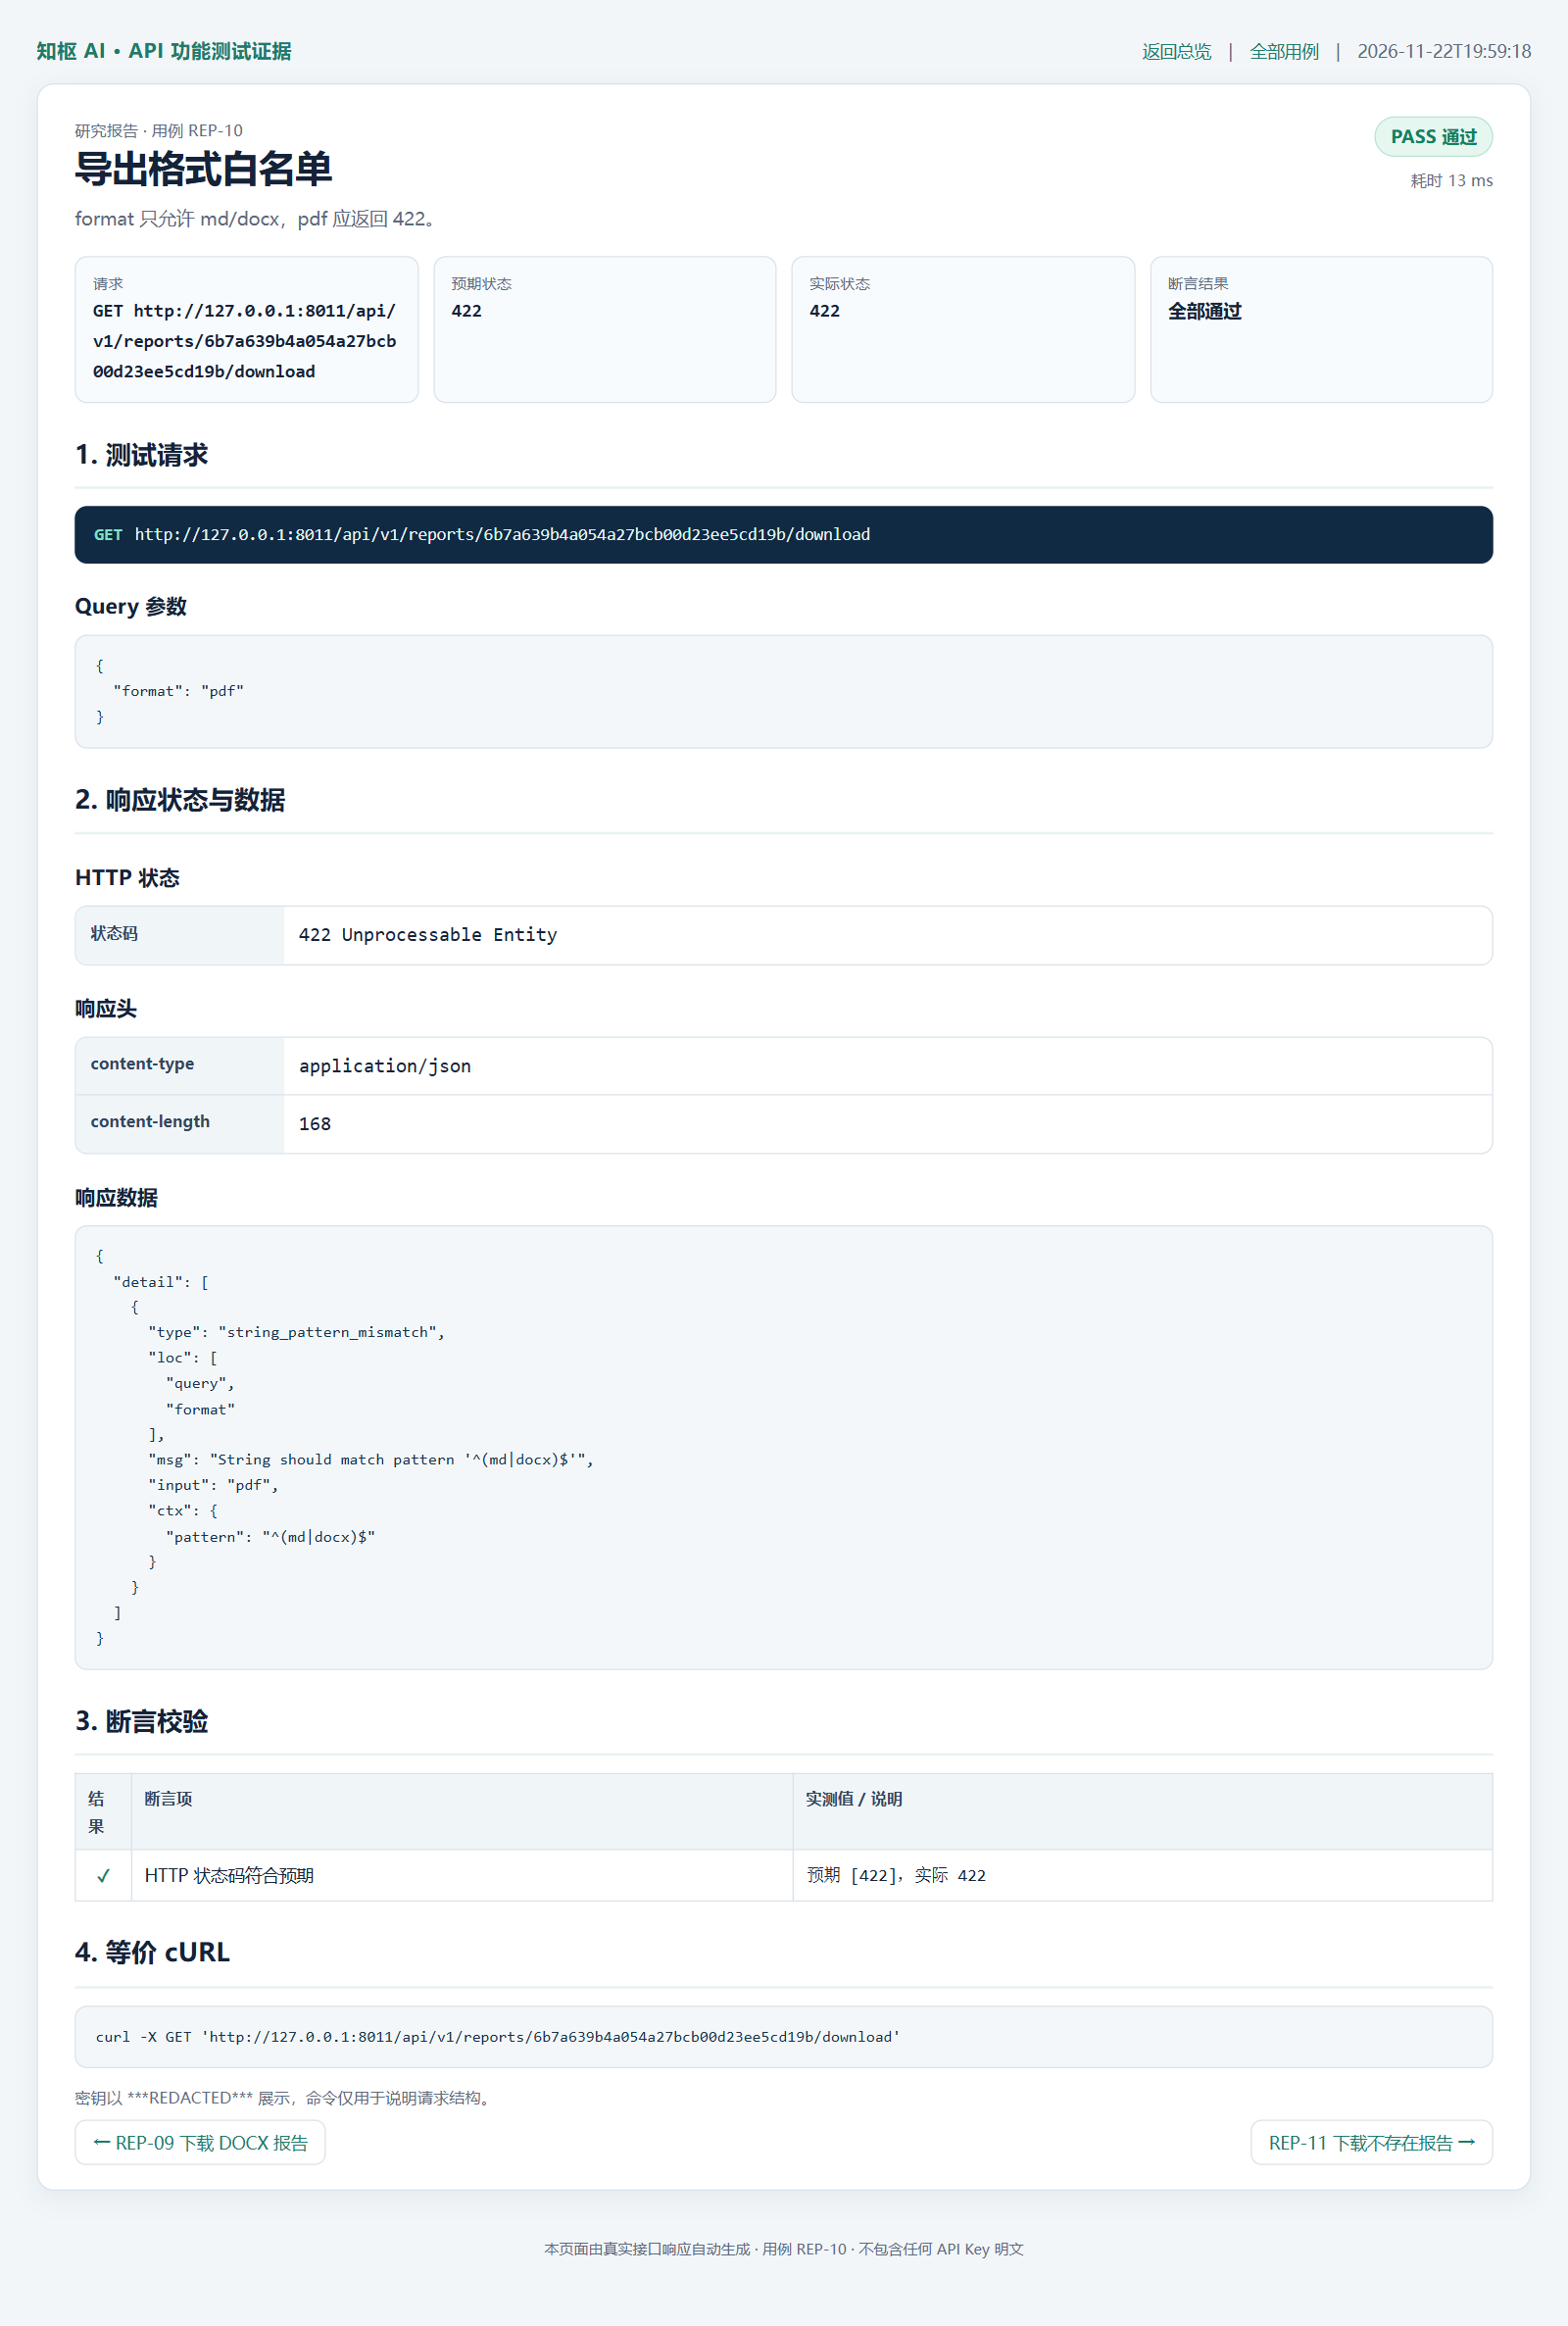 知枢 AI · API 功能测试证据
返回总览 | 全部用例 | 2026-11-22T19:59:18
研究报告 · 用例 REP-10
PASS 通过
导出格式白名单
耗时 13 ms
format 只允许 md/docx，pdf 应返回 422。
请求
GET http://127.0.0.1:8011/api/
v1/reports/6b7a639b4a054a27bcb
00d23ee5cd19b/download
预期状态
422
实际状态
422
断言结果
全部通过
1. 测试请求
GET http://127.0.0.1:8011/api/v1/reports/6b7a639b4a054a27bcb00d23ee5cd19b/download
Query 参数
{
  "format": "pdf"
}
2. 响应状态与数据
HTTP 状态
状态码 422 Unprocessable Entity
响应头
content-type application/json
content-length 168
响应数据
{
  "detail": [
    {
      "type": "string_pattern_mismatch",
      "loc": [
        "query",
        "format"
      ],
      "msg": "String should match pattern '^(md|docx)$'",
      "input": "pdf",
      "ctx": {
        "pattern": "^(md|docx)$"
      }
    }
  ]
}
3. 断言校验
结果 断言项 实测值 / 说明
✓ HTTP 状态码符合预期 预期 [422]，实际 422
4. 等价 cURL
curl -X GET 'http://127.0.0.1:8011/api/v1/reports/6b7a639b4a054a27bcb00d23ee5cd19b/download'
密钥以 ***REDACTED*** 展示，命令仅用于说明请求结构。
← REP-09 下载 DOCX 报告
REP-11 下载不存在报告 →
本页面由真实接口响应自动生成 · 用例 REP-10 · 不包含任何 API Key 明文